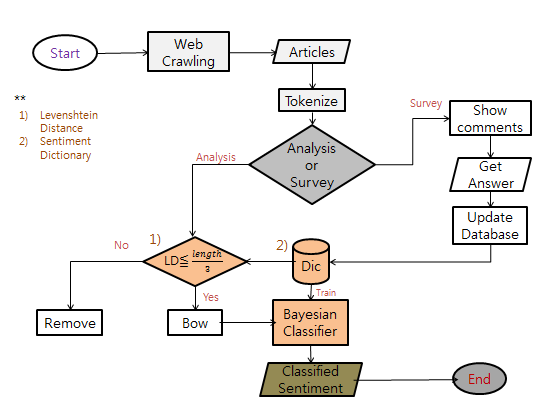 Start
Web
Crawling
Articles
Tokenize
**
1) Levenshtein
Distance
2) Sentiment
Dictionary
Analysis
or
Survey
Survey
Show
comments
Get
Answer
Update
Database
Analysis
1)
LD≦ length/3
2)
Dic
No
Yes
Train
Remove
Bow
Bayesian
Classifier
Classified
Sentiment
End